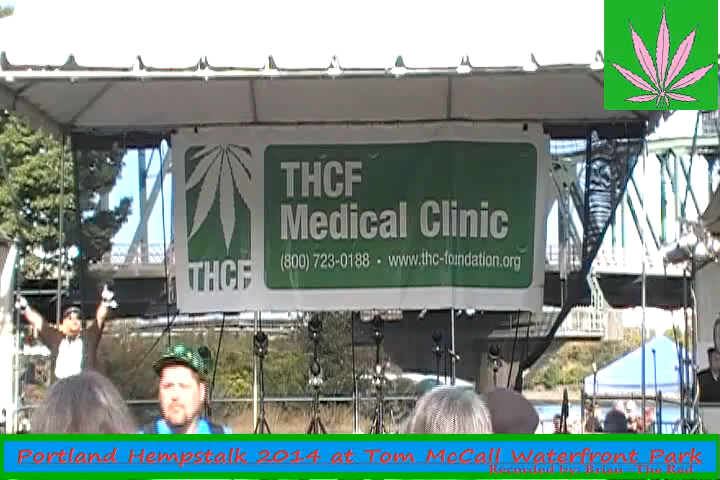 THCF
Medical Clinic
(800) 723-0188 • www.thc-foundation.org
THCF
Portland Hempstalk 2014 at Tom McCall Waterfront Park
Recorded by: Brian "The Red